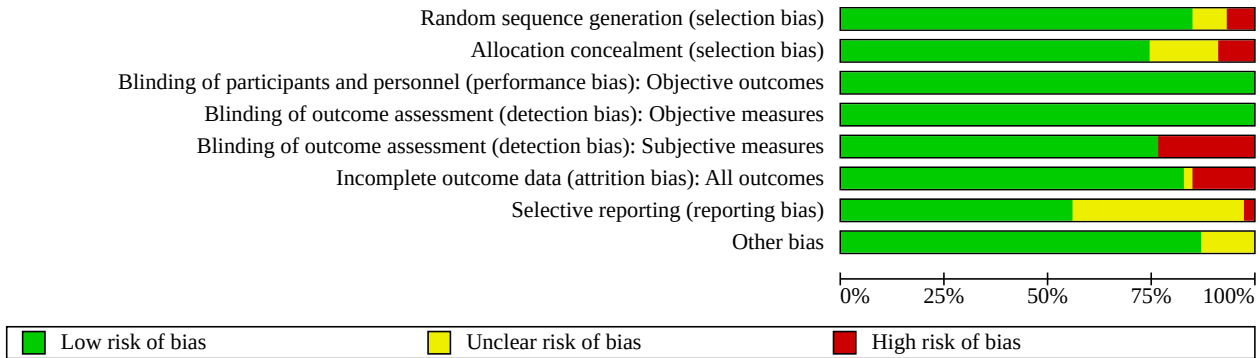 Random sequence generation (selection bias)
Allocation concealment (selection bias)
Blinding of participants and personnel (performance bias): Objective outcomes
Blinding of outcome assessment (detection bias): Objective measures
Blinding of outcome assessment (detection bias): Subjective measures
Incomplete outcome data (attrition bias): All outcomes
Selective reporting (reporting bias)
Other bias
0% 25% 50% 75% 100%
Low risk of bias Unclear risk of bias High risk of bias